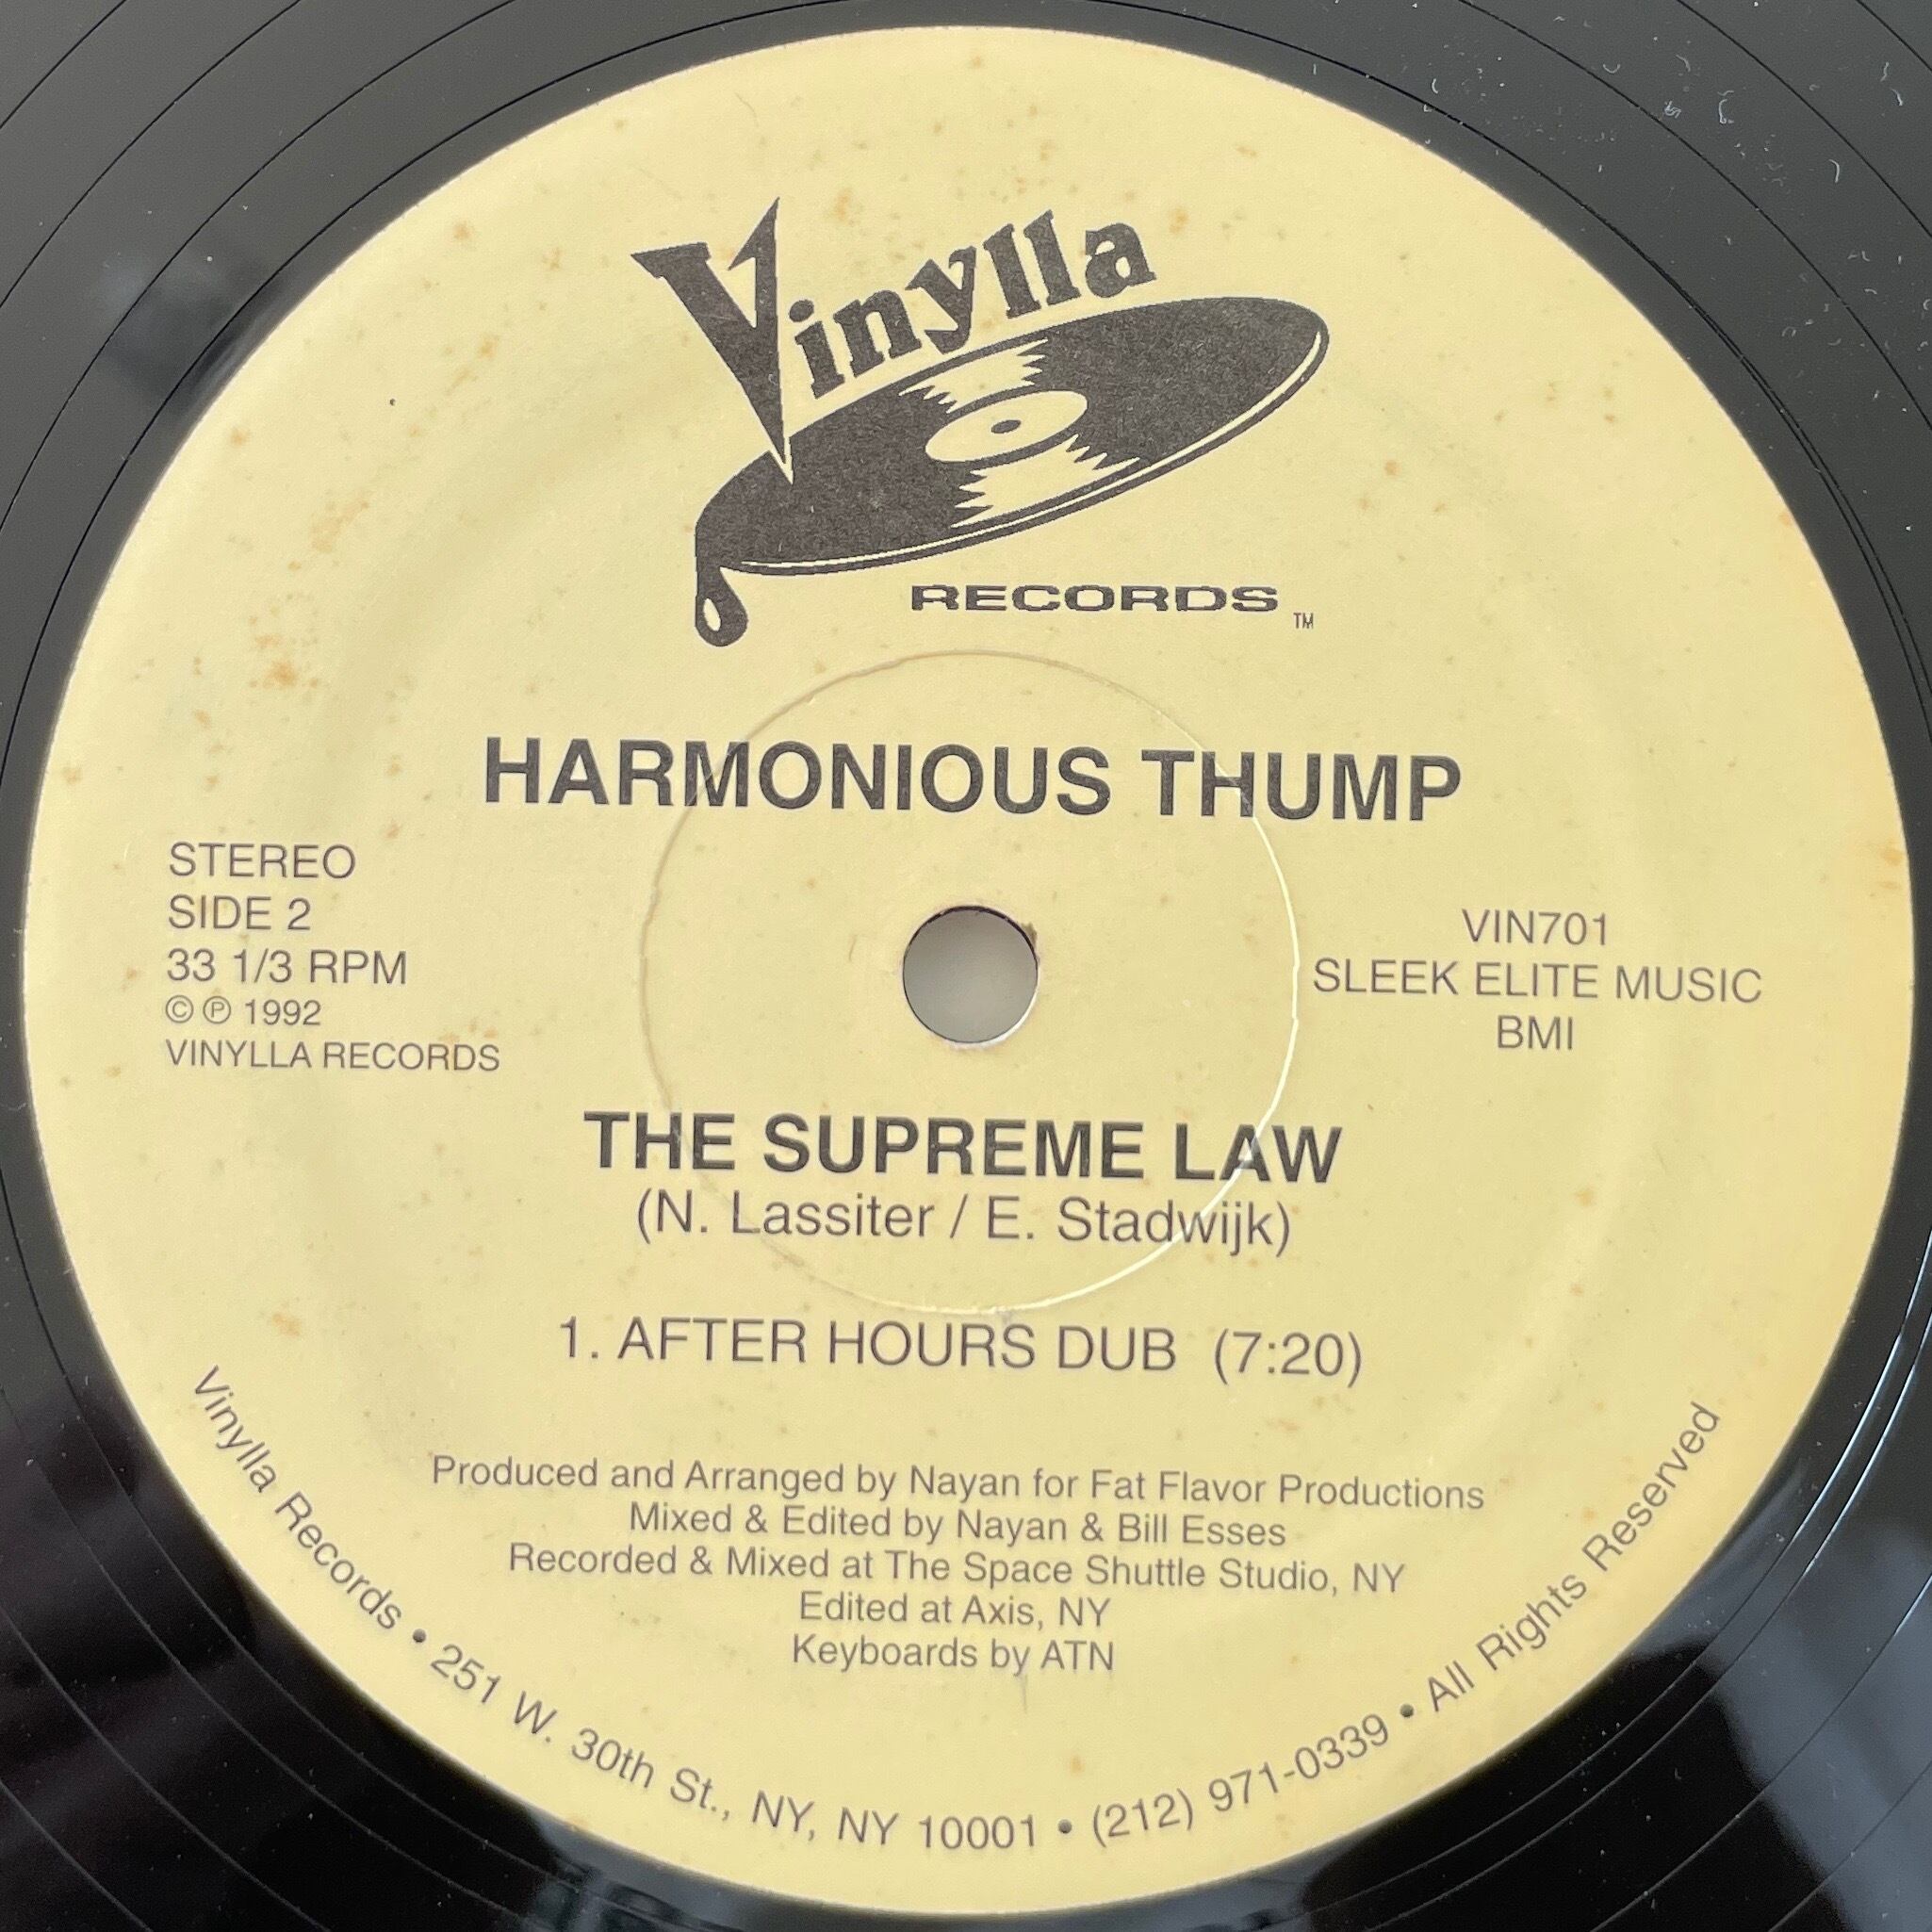 Vinylla
RECORDS
TM
HARMONIOUS THUMP
STEREO
SIDE 2
33 1/3 RPM
© ℗ 1992
VINYLLA RECORDS
VIN701
SLEEK ELITE MUSIC
BMI
THE SUPREME LAW
(N. Lassiter / E. Stadwijk)
1. AFTER HOURS DUB (7:20)
Produced and Arranged by Nayan for Fat Flavor Productions
Mixed & Edited by Nayan & Bill Esses
Recorded & Mixed at The Space Shuttle Studio, NY
Edited at Axis, NY
Keyboards by ATN
Vinylla Records • 251 W. 30th St., NY, NY 10001 • (212) 971-0339 • All Rights Reserved